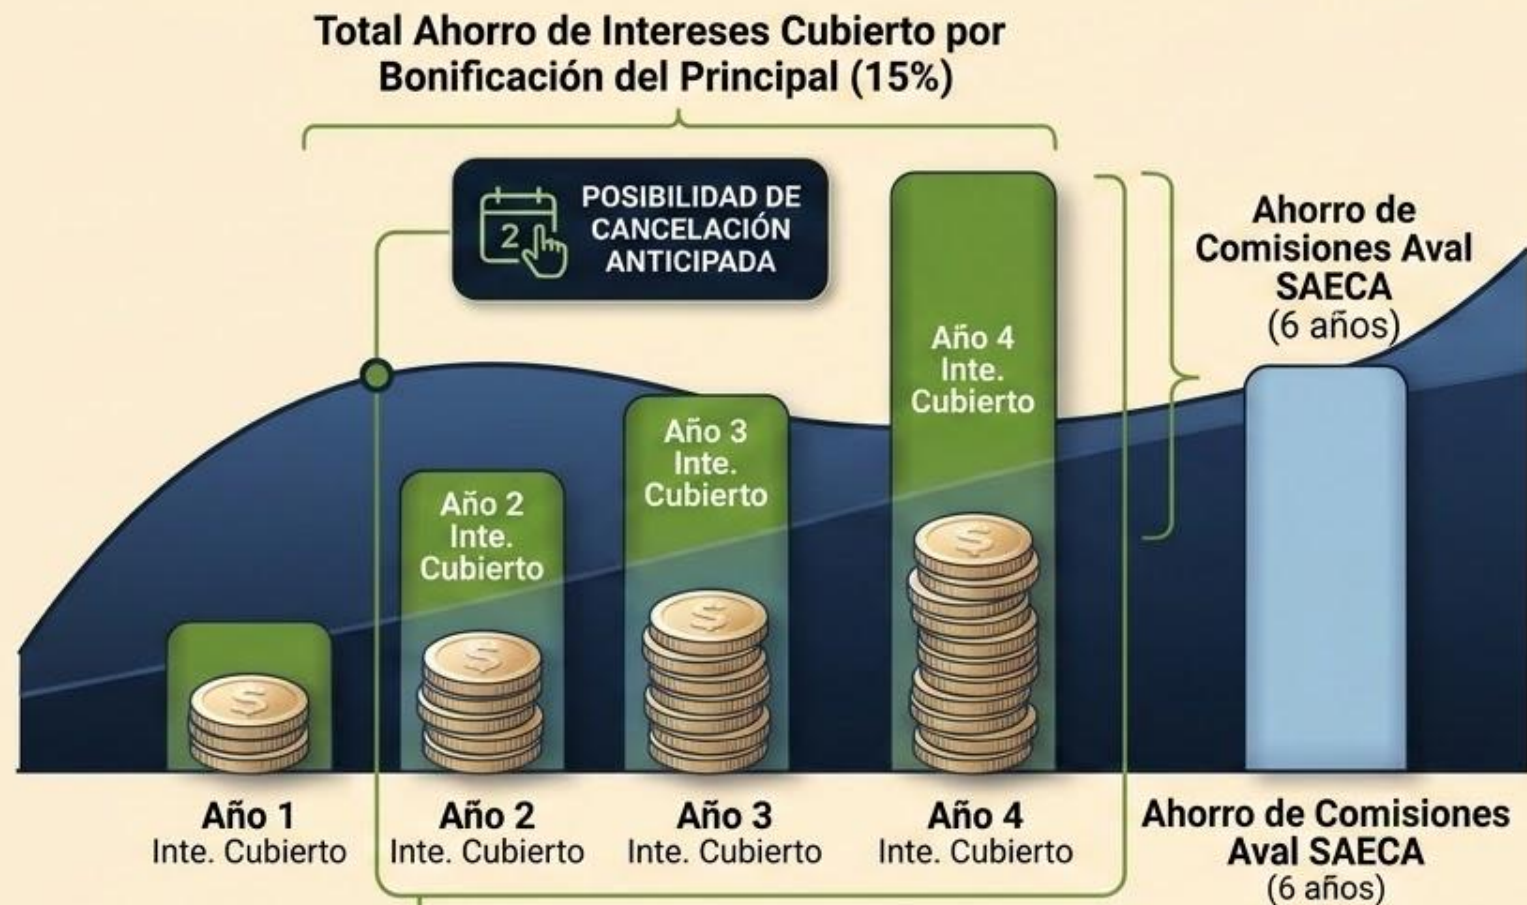 Total Ahorro de Intereses Cubierto por
Bonificación del Principal (15%)
2
POSIBILIDAD DE
CANCELACIÓN
ANTICIPADA
Ahorro de
Comisiones Aval
SAECA
(6 años)
Año 2
Inte.
Cubierto
Año 3
Inte.
Cubierto
Año 4
Inte.
Cubierto
$
$
$
$
Año 1
Inte. Cubierto
Año 2
Inte. Cubierto
Año 3
Inte. Cubierto
Año 4
Inte. Cubierto
Ahorro de Comisiones
Aval SAECA
(6 años)